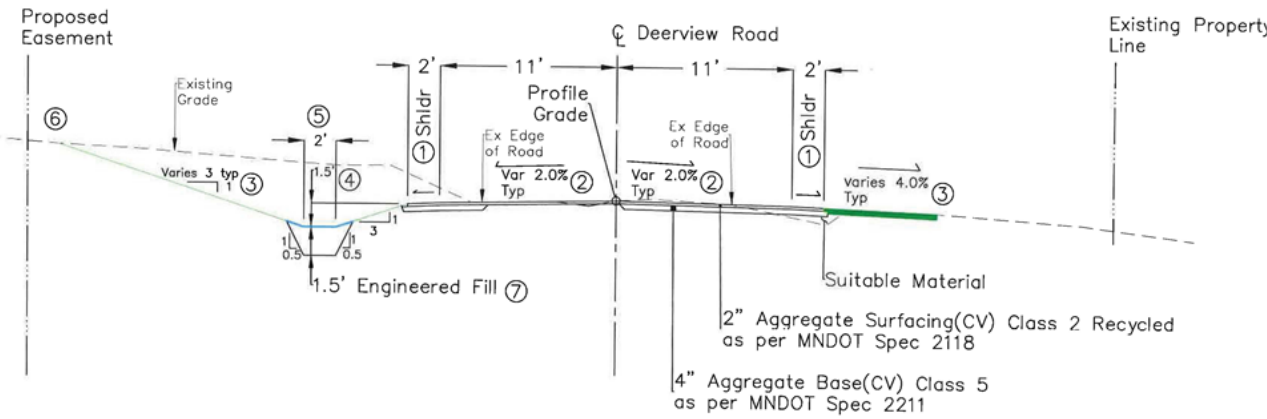 Proposed
Easement
℄ Deerview Road
Existing Property
Line
2'
11'
11'
2'
Existing
Grade
Profile
Grade
⑥
⑤
2'
① Shldr
Ex Edge
of Road
Var 2.0% ②
Typ
Var 2.0% ②
Typ
Ex Edge
of Road
① Shldr
Varies 4.0% ③
Typ
Varies 3 typ
1
③
1.5'
④
1
3
1
0.5
1
0.5
1.5' Engineered Fill ⑦
Suitable Material
2" Aggregate Surfacing(CV) Class 2 Recycled
as per MNDOT Spec 2118
4" Aggregate Base(CV) Class 5
as per MNDOT Spec 2211